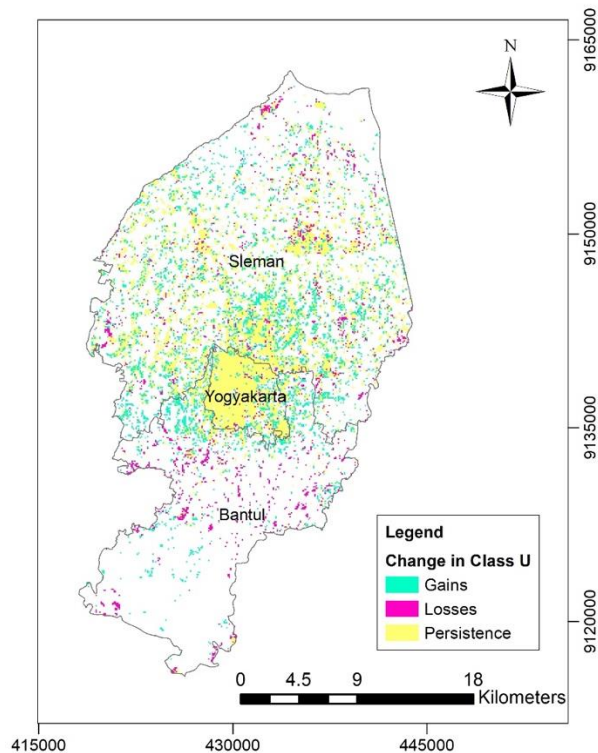 N
9165000
9150000
Sleman
Yogyakarta
9135000
Bantul
Legend
Change in Class U
Gains
Losses
Persistence
9120000
0 4.5 9 18
Kilometers
415000 430000 445000